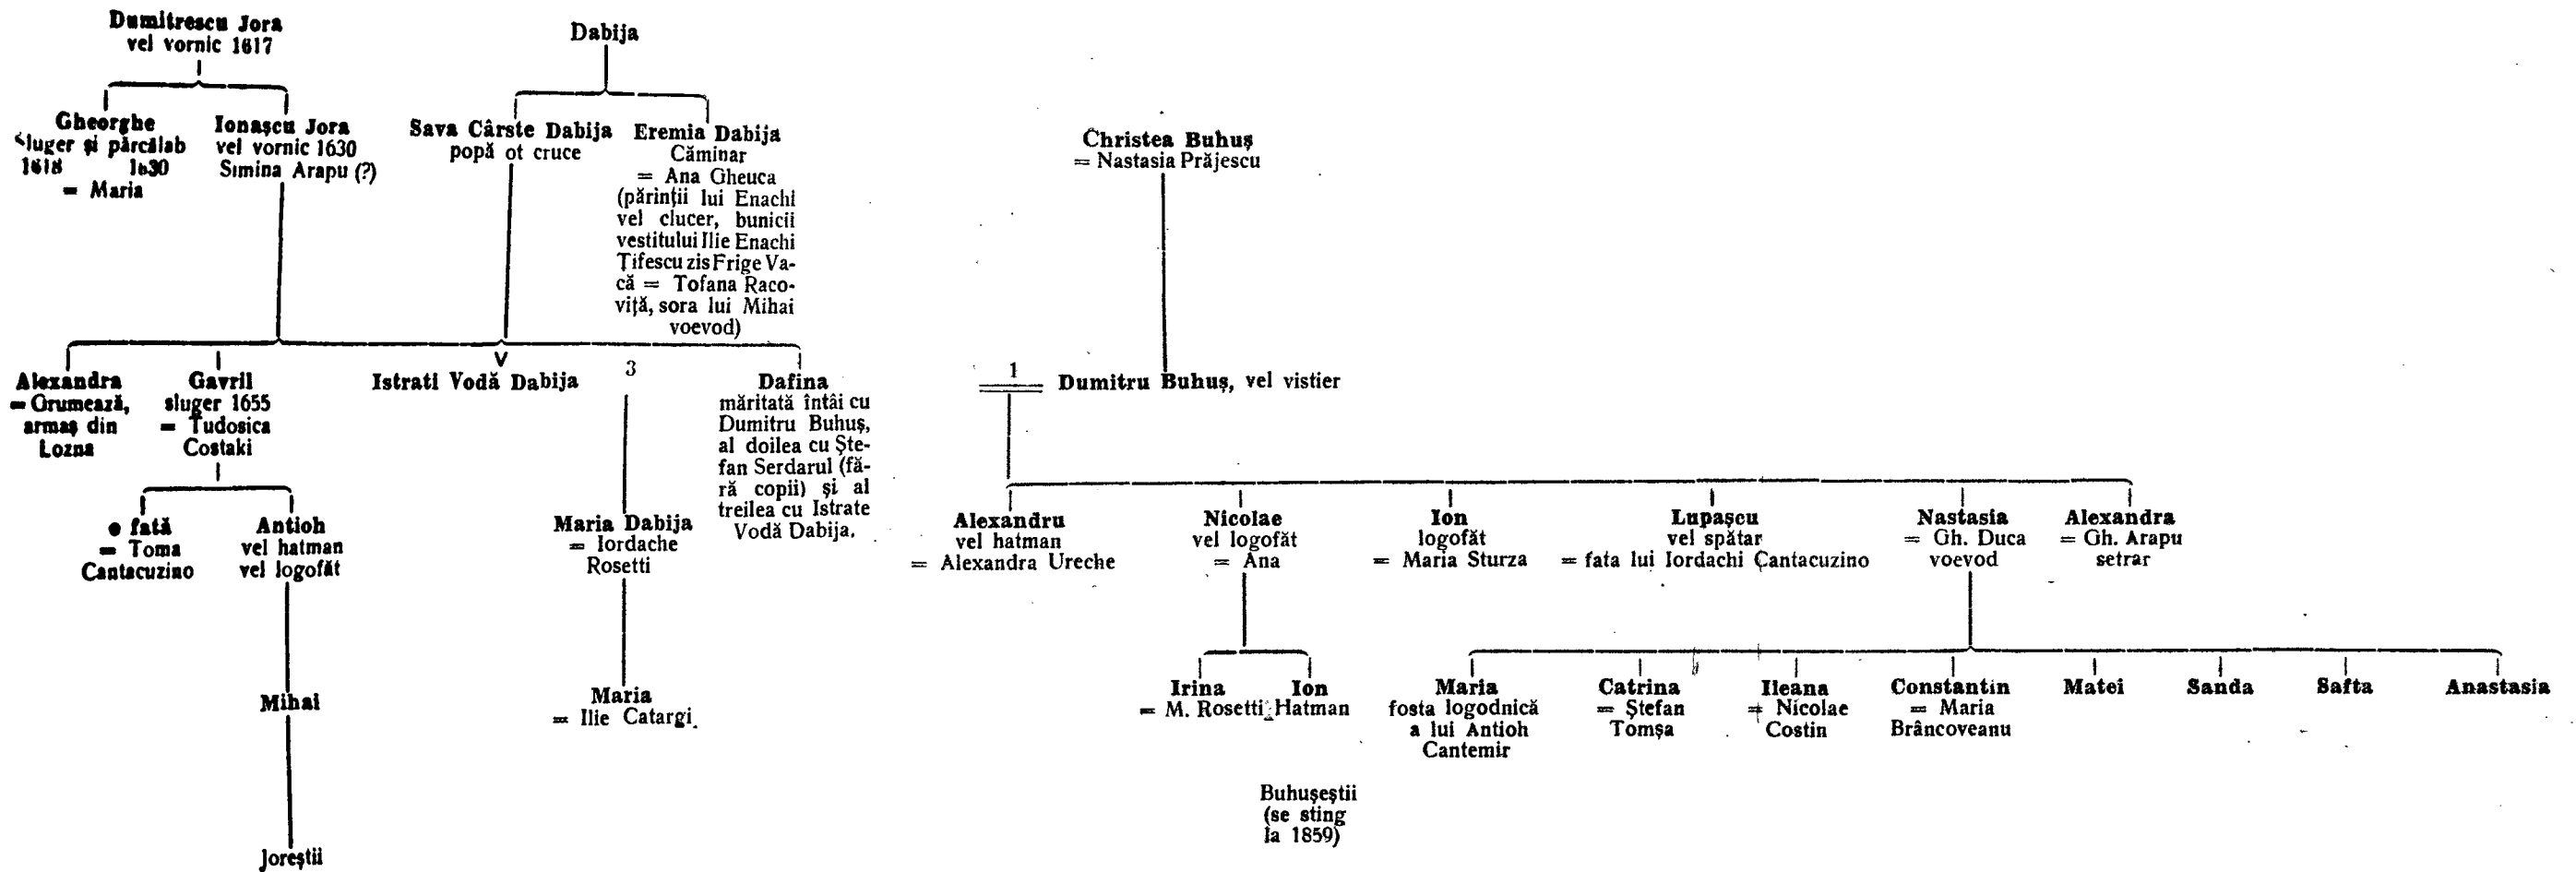 Dumitrescu Jora
vel vornic 1617
Dabija
Gheorghe
sluger și părcălab
1618 1630
= Maria
Ionașcu Jora
vel vornic 1630
Simina Arapu (?)
Sava Cârste Dabija
popă ot cruce
Eremia Dabija
Căminar
= Ana Gheuca
(părinții lui Enachi
vel clucer, bunicii
vestitului Ilie Enachi
Țifescu zis Frige Va-
că = Tofana Raco-
viță, sora lui Mihai
voevod)
Christea Buhuș
= Nastasia Prăjescu
Alexandra
= Grumează,
armaș din
Lozna
Gavril
sluger 1655
= Tudosica
Costaki
Istrati Vodă Dabija
3
Dafina
măritată întâi cu
Dumitru Buhuș,
al doilea cu Ște-
fan Serdarul (fă-
ră copii) și al
treilea cu Istrate
Vodă Dabija.
1
Dumitru Buhuș, vel vistier
o fată
= Toma
Cantacuzino
Antioh
vel hatman
vel logofăt
Maria Dabija
= Iordache
Rosetti
Alexandru
vel hatman
= Alexandra Ureche
Nicolae
vel logofăt
= Ana
Ion
logofăt
= Maria Sturza
Lupașcu
vel spătar
= fata lui Iordachi Cantacuzino
Nastasia
= Gh. Duca
voevod
Alexandra
= Gh. Arapu
setrar
Mihai
Maria
= Ilie Catargi
Irina
= M. Rosetti
Ion
Hatman
Maria
fosta logodnică
a lui Antioh
Cantemir
Catrina
= Ștefan
Tomșa
Ileana
= Nicolae
Costin
Constantin
= Maria
Brâncoveanu
Matei
Sanda
Safta
Anastasia
Buhușeștii
(se sting
la 1859)
Joreștii